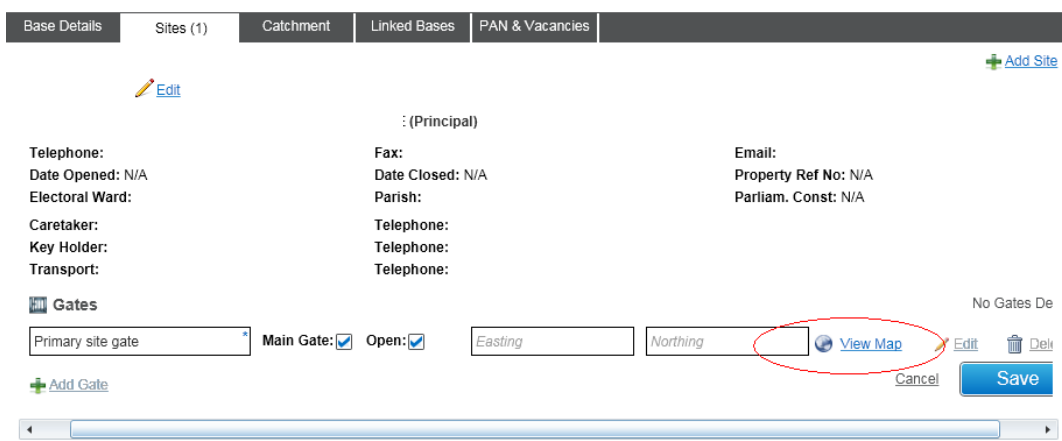 Base Details Sites (1) Catchment Linked Bases PAN & Vacancies
Add Site
Edit
(Principal)
Telephone: Fax: Email:
Date Opened: N/A Date Closed: N/A Property Ref No: N/A
Electoral Ward: Parish: Parliam. Const: N/A
Caretaker: Telephone:
Key Holder: Telephone:
Transport: Telephone:
Gates No Gates De
Primary site gate * Main Gate: Open: Easting Northing View Map Edit Dele
Add Gate Cancel Save